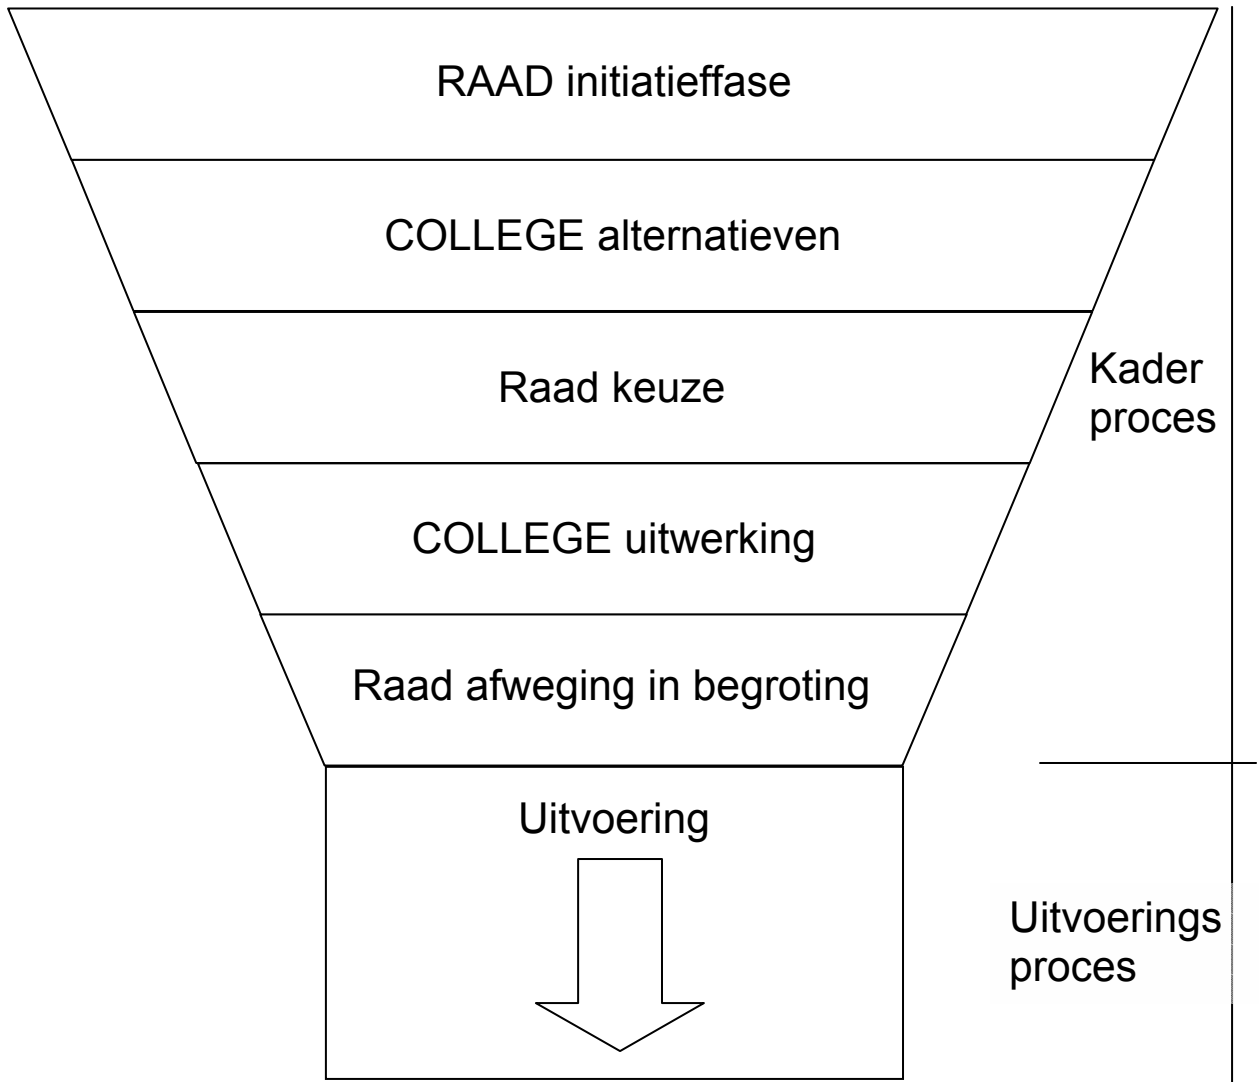 RAAD initiatieffase
COLLEGE alternatieven
Raad keuze
Kader
proces
COLLEGE uitwerking
Raad afweging in begroting
Uitvoering
Uitvoerings
proces